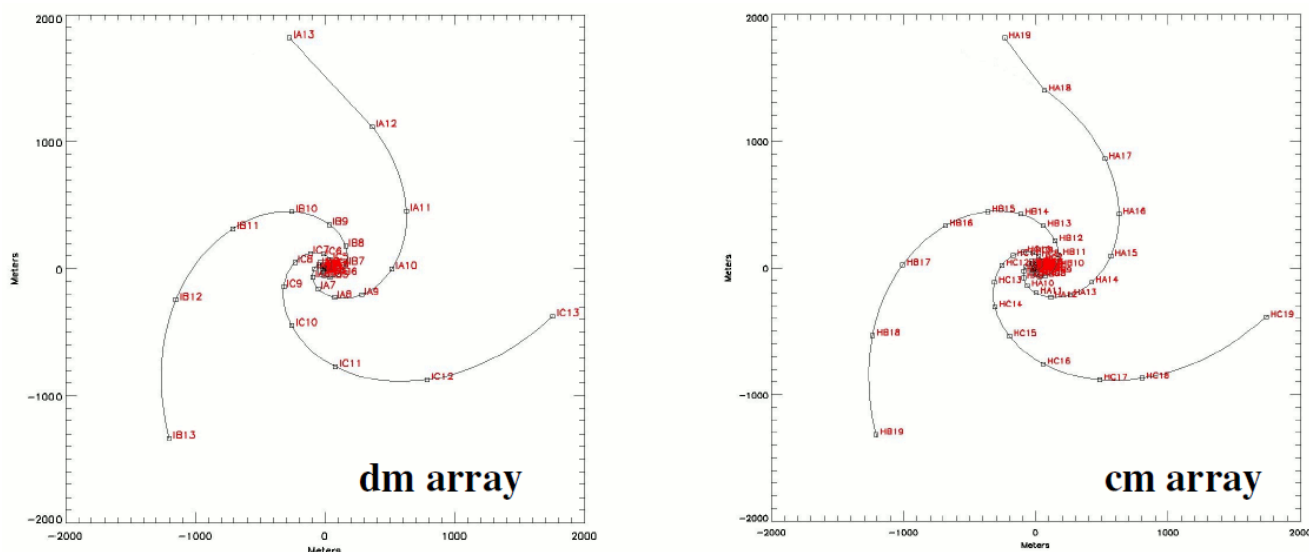 2000
1000
0
-1000
-2000
Meters
-2000
-1000
0
1000
2000
Meters
IA13
IA12
IA11
IB10
IB9
IB11
IB8
IC7
IC8
IB7
IA10
IC9
IA7
IA8
IA9
IB12
IC10
IC13
IC11
IC12
IB13
dm array
2000
1000
0
-1000
-2000
Meters
-2000
-1000
0
1000
2000
Meters
HA19
HA18
HA17
HB15
HB14
HA16
HB16
HB13
HB12
HB11
HA15
HB17
HC12
HB10
HC13
HA10
HA14
HA11
HA12
HA13
HC14
HC15
HB18
HC16
HC19
HC17
HC18
HB19
cm array